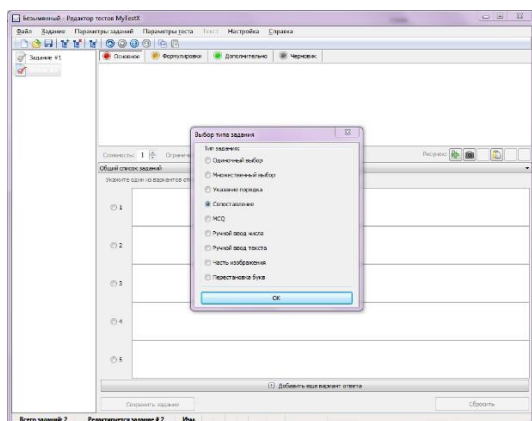 Безымянный - Редактор тестов MyTestX
Файл Задание Параметры заданий Параметры теста Текст Настройка Справка
Задание #1
Основное Формулировки Дополнительно Черновик
Сложность: 1
Рисунок:
Общий список заданий
Укажите один из вариантов
1
2
3
4
5
Добавить еще вариант ответа
Сохранить задание Сбросить
Всего заданий: 2 Редактируется задание # 2 Изм.
Выбор типа задания
Тип задания:
Одиночный выбор
Множественный выбор
Указание порядка
Сопоставление
MCQ
Ручной ввод числа
Ручной ввод текста
Часть изображения
Перестановка букв
OK